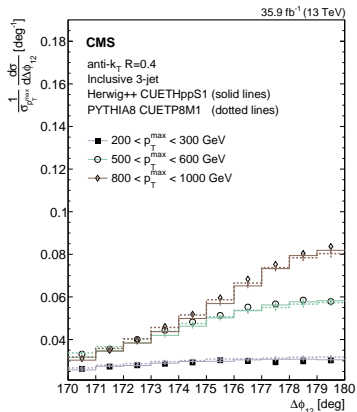 35.9 fb⁻¹ (13 TeV)
1/σ_{p_T^{max}} dσ/dΔϕ₁₂ [deg⁻¹]
0.18
0.16
0.14
0.12
0.1
0.08
0.06
0.04
CMS
anti-k_T R=0.4
Inclusive 3-jet
Herwig++ CUETHppS1 (solid lines)
PYTHIA8 CUETP8M1 (dotted lines)
200 < p_T^{max} < 300 GeV
500 < p_T^{max} < 600 GeV
800 < p_T^{max} < 1000 GeV
170 171 172 173 174 175 176 177 178 179 180
Δϕ₁₂ [deg]